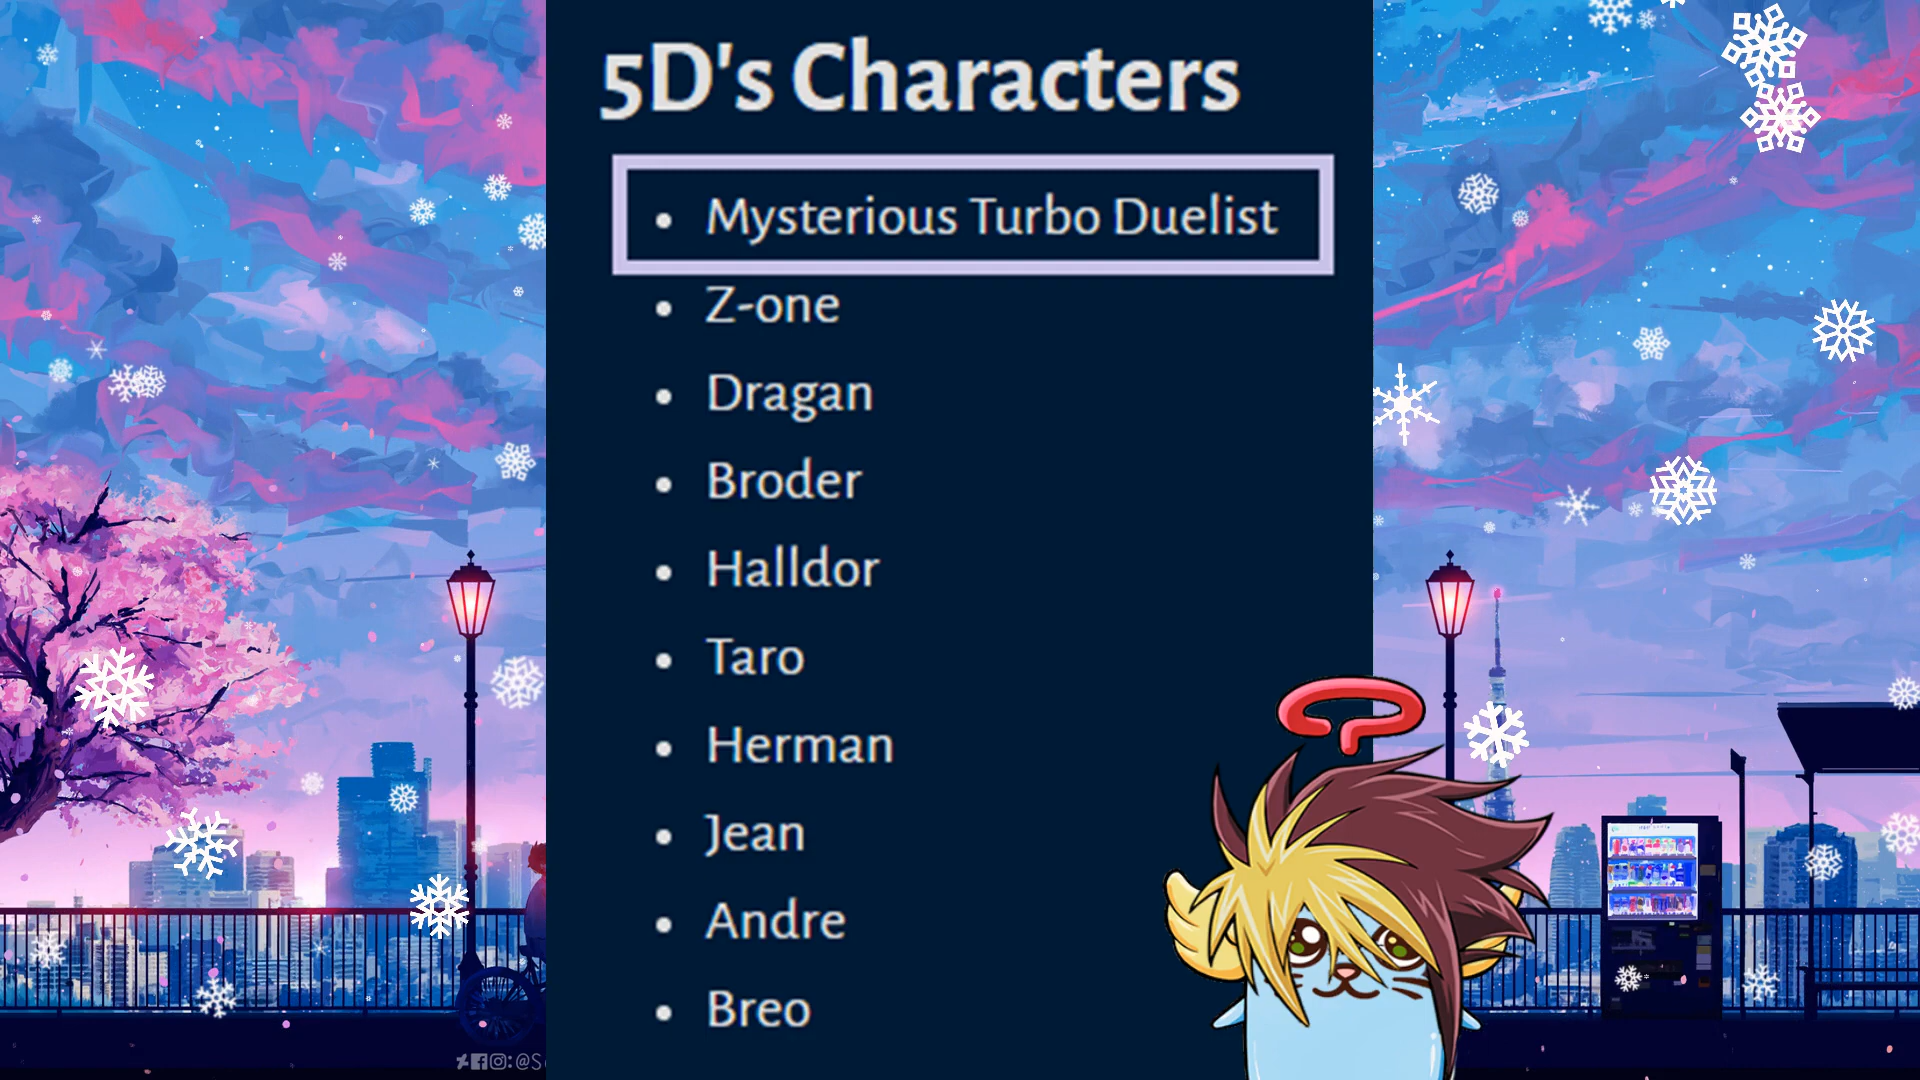 5D's Characters
• Mysterious Turbo Duelist
• Z-one
• Dragan
• Broder
• Halldor
• Taro
• Herman
• Jean
• Andre
• Breo
:@S